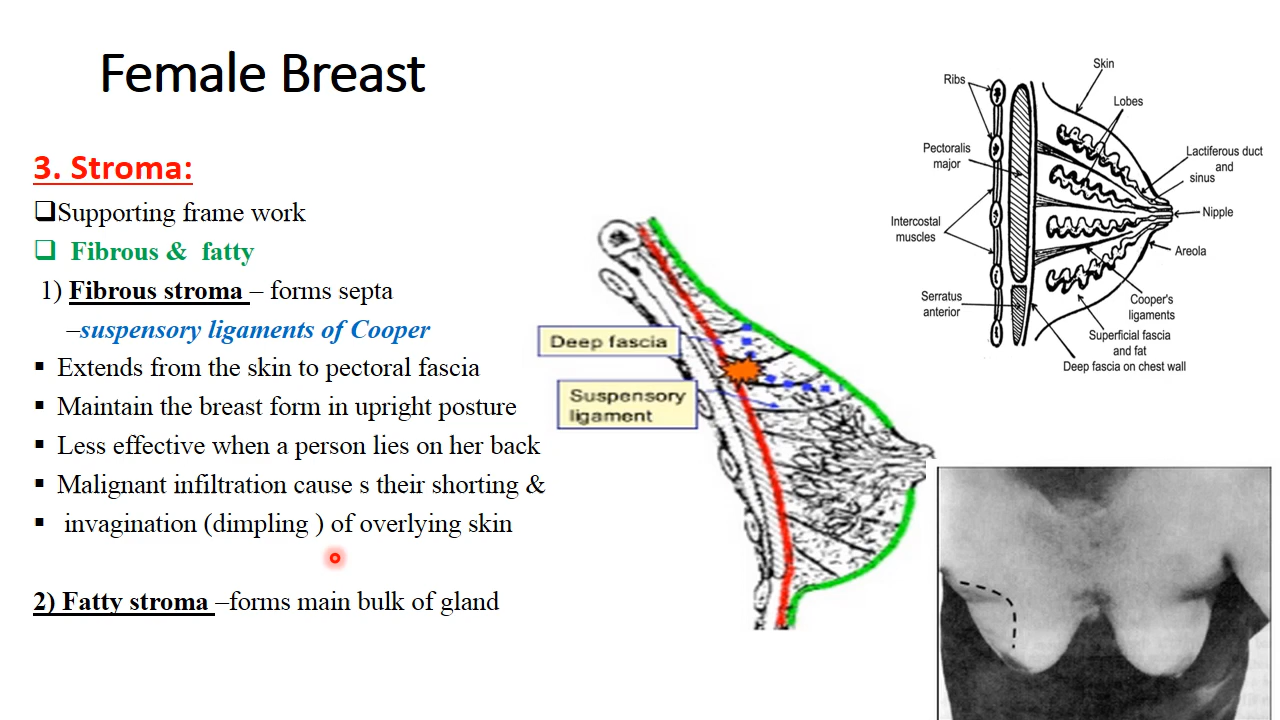 Female Breast
3. Stroma:
❑Supporting frame work
❑ Fibrous & fatty
1) Fibrous stroma – forms septa
–suspensory ligaments of Cooper
▪ Extends from the skin to pectoral fascia
▪ Maintain the breast form in upright posture
▪ Less effective when a person lies on her back
▪ Malignant infiltration cause s their shorting &
▪ invagination (dimpling ) of overlying skin
2) Fatty stroma –forms main bulk of gland
Deep fascia
Suspensory
ligament
Skin
Ribs
Lobes
Pectoralis
major
Lactiferous duct
and
sinus
Nipple
Intercostal
muscles
Areola
Serratus
anterior
Cooper's
ligaments
Superficial fascia
and fat
Deep fascia on chest wall